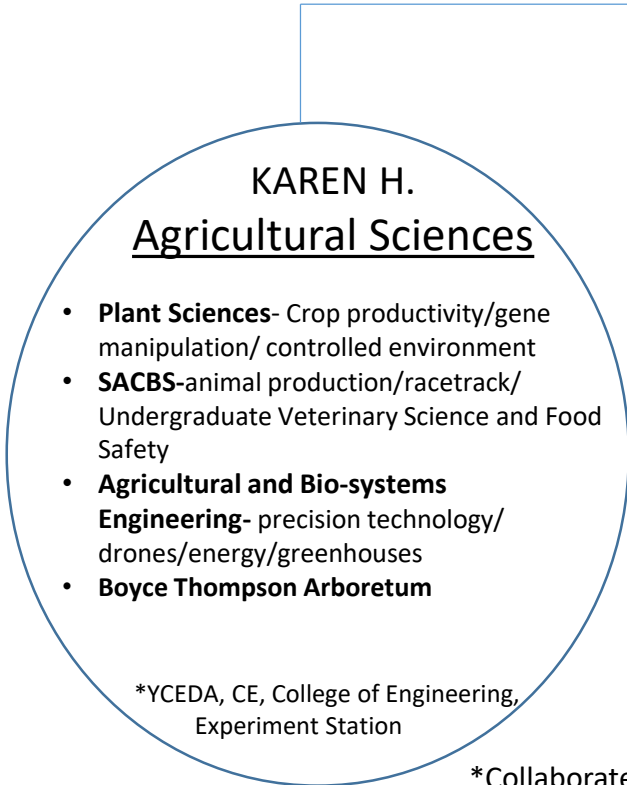 KAREN H.
Agricultural Sciences
• Plant Sciences- Crop productivity/gene
manipulation/ controlled environment
• SACBS-animal production/racetrack/
Undergraduate Veterinary Science and Food
Safety
• Agricultural and Bio-systems
Engineering- precision technology/
drones/energy/greenhouses
• Boyce Thompson Arboretum
*YCEDA, CE, College of Engineering,
Experiment Station
*Collaborate